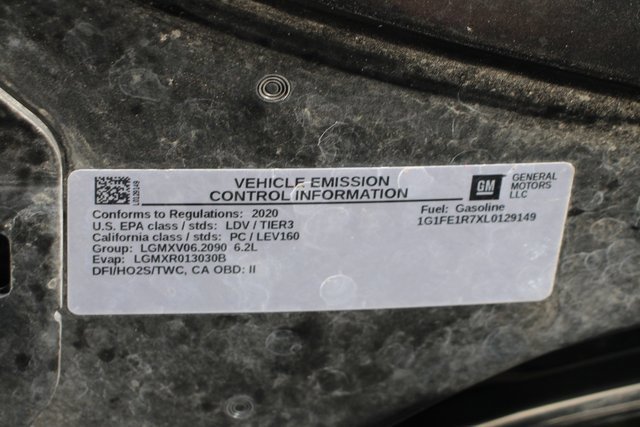 L0129149
VEHICLE EMISSION
CONTROL INFORMATION
GM
GENERAL
MOTORS
LLC
Conforms to Regulations: 2020
U.S. EPA class / stds: LDV / TIER3
California class / stds: PC / LEV160
Group: LGMXV06.2090 6.2L
Evap: LGMXR013030B
DFI/HO2S/TWC, CA OBD: II
Fuel: Gasoline
1G1FE1R7XL0129149